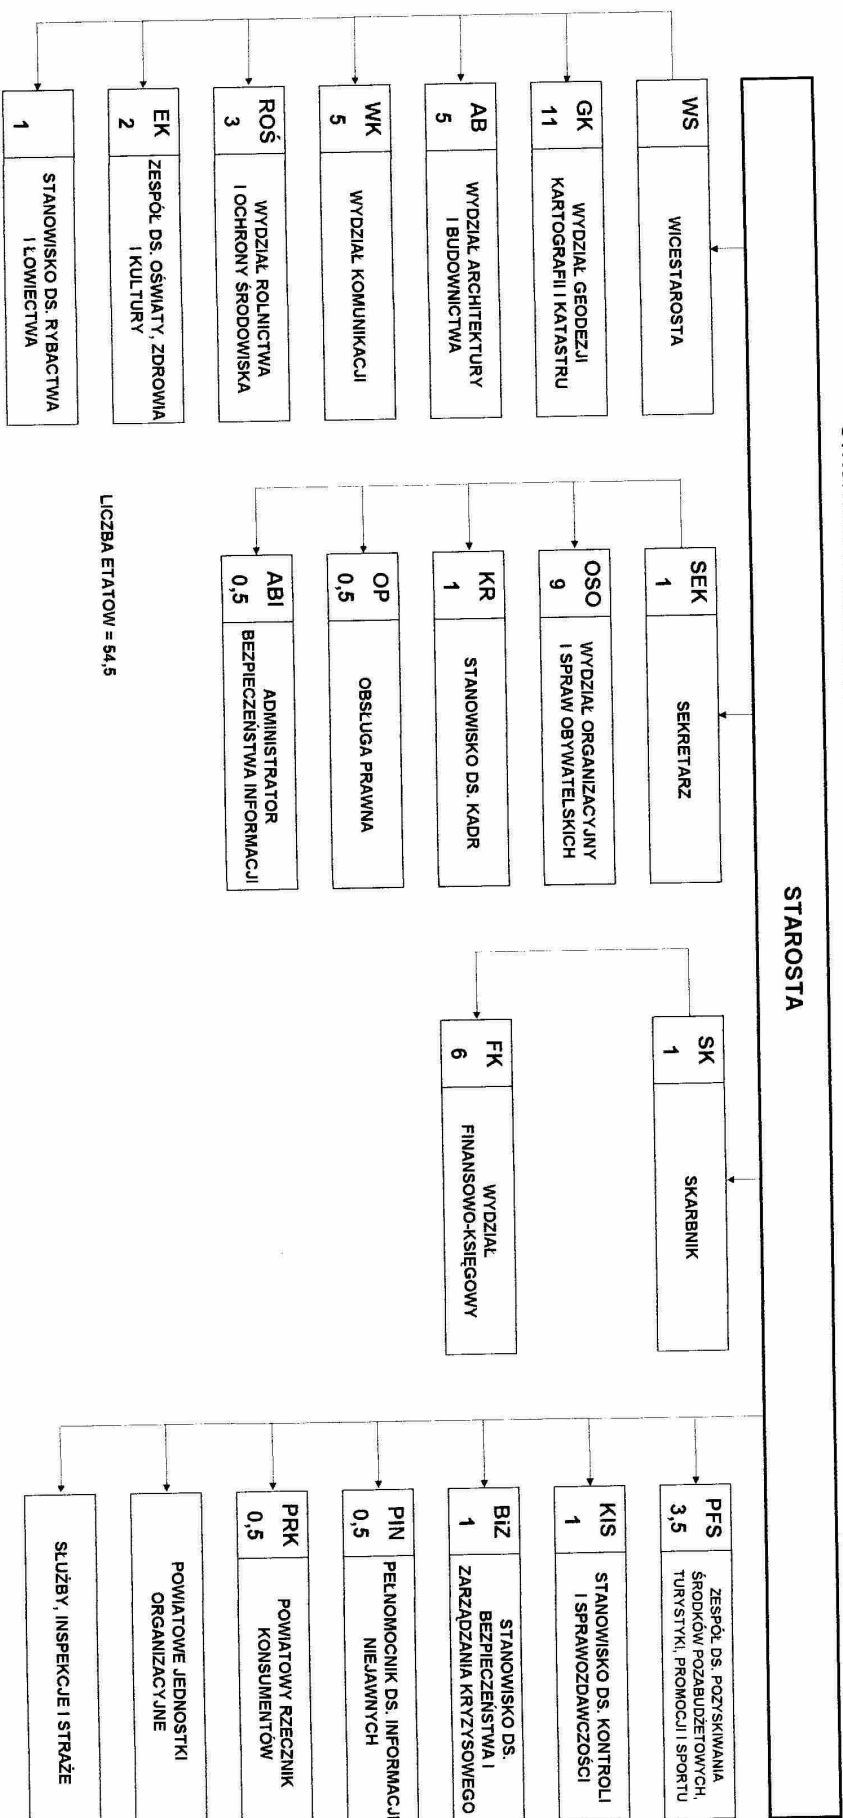 STAROSTA
WS
WICESTAROSTA
GK
11
WYDZIAŁ GEODEZJI
KARTOGRAFII I KATASTRU
AB
5
WYDZIAŁ ARCHITEKTURY
I BUDOWNICTWA
WK
5
WYDZIAŁ KOMUNIKACJI
ROŚ
3
WYDZIAŁ ROLNICTWA
I OCHRONY ŚRODOWISKA
EK
2
ZESPÓŁ DS. OŚWIATY, ZDROWIA
I KULTURY
1
STANOWISKO DS. RYBACTWA
I ŁOWIECTWA
SEK
1
SEKRETARZ
OSO
9
WYDZIAŁ ORGANIZACYJNY
I SPRAW OBYWATELSKICH
KR
1
STANOWISKO DS. KADR
OP
0,5
OBSŁUGA PRAWNA
ABI
0,5
ADMINISTRATOR
BEZPIECZEŃSTWA INFORMACJI
SK
1
SKARBNIK
FK
6
WYDZIAŁ
FINANSOWO-KSIĘGOWY
PFS
3,5
ZESPÓŁ DS. POZYSKIWANIA
ŚRODKÓW POZABUDŻETOWYCH,
TURYSTYKI, PROMOCJI I SPORTU
KIS
1
STANOWISKO DS. KONTROLI
I SPRAWOZDAWCZOŚCI
BiZ
1
STANOWISKO DS.
BEZPIECZEŃSTWA I
ZARZĄDZANIA KRYZYSOWEGO
PIN
0,5
PEŁNOMOCNIK DS. INFORMACJI
NIEJAWNYCH
PRK
0,5
POWIATOWY RZECZNIK
KONSUMENTÓW
POWIATOWE JEDNOSTKI
ORGANIZACYJNE
SŁUŻBY, INSPEKCJE I STRAŻE
LICZBA ETATOW = 54,5